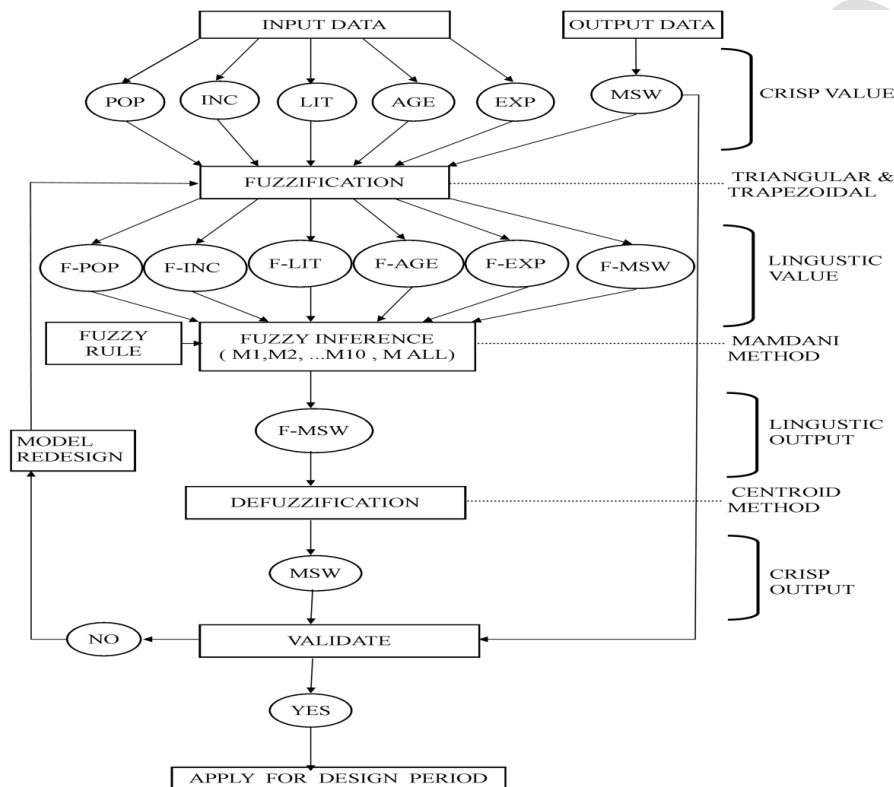 INPUT DATA
OUTPUT DATA
POP
INC
LIT
AGE
EXP
MSW
CRISP VALUE
FUZZIFICATION
TRIANGULAR &
TRAPEZOIDAL
F-POP
F-INC
F-LIT
F-AGE
F-EXP
F-MSW
LINGUSTIC
VALUE
FUZZY
RULE
FUZZY INFERENCE
( M1,M2, ...M10 , M ALL)
MAMDANI
METHOD
F-MSW
LINGUSTIC
OUTPUT
MODEL
REDESIGN
DEFUZZIFICATION
CENTROID
METHOD
MSW
CRISP
OUTPUT
NO
VALIDATE
YES
APPLY FOR DESIGN PERIOD